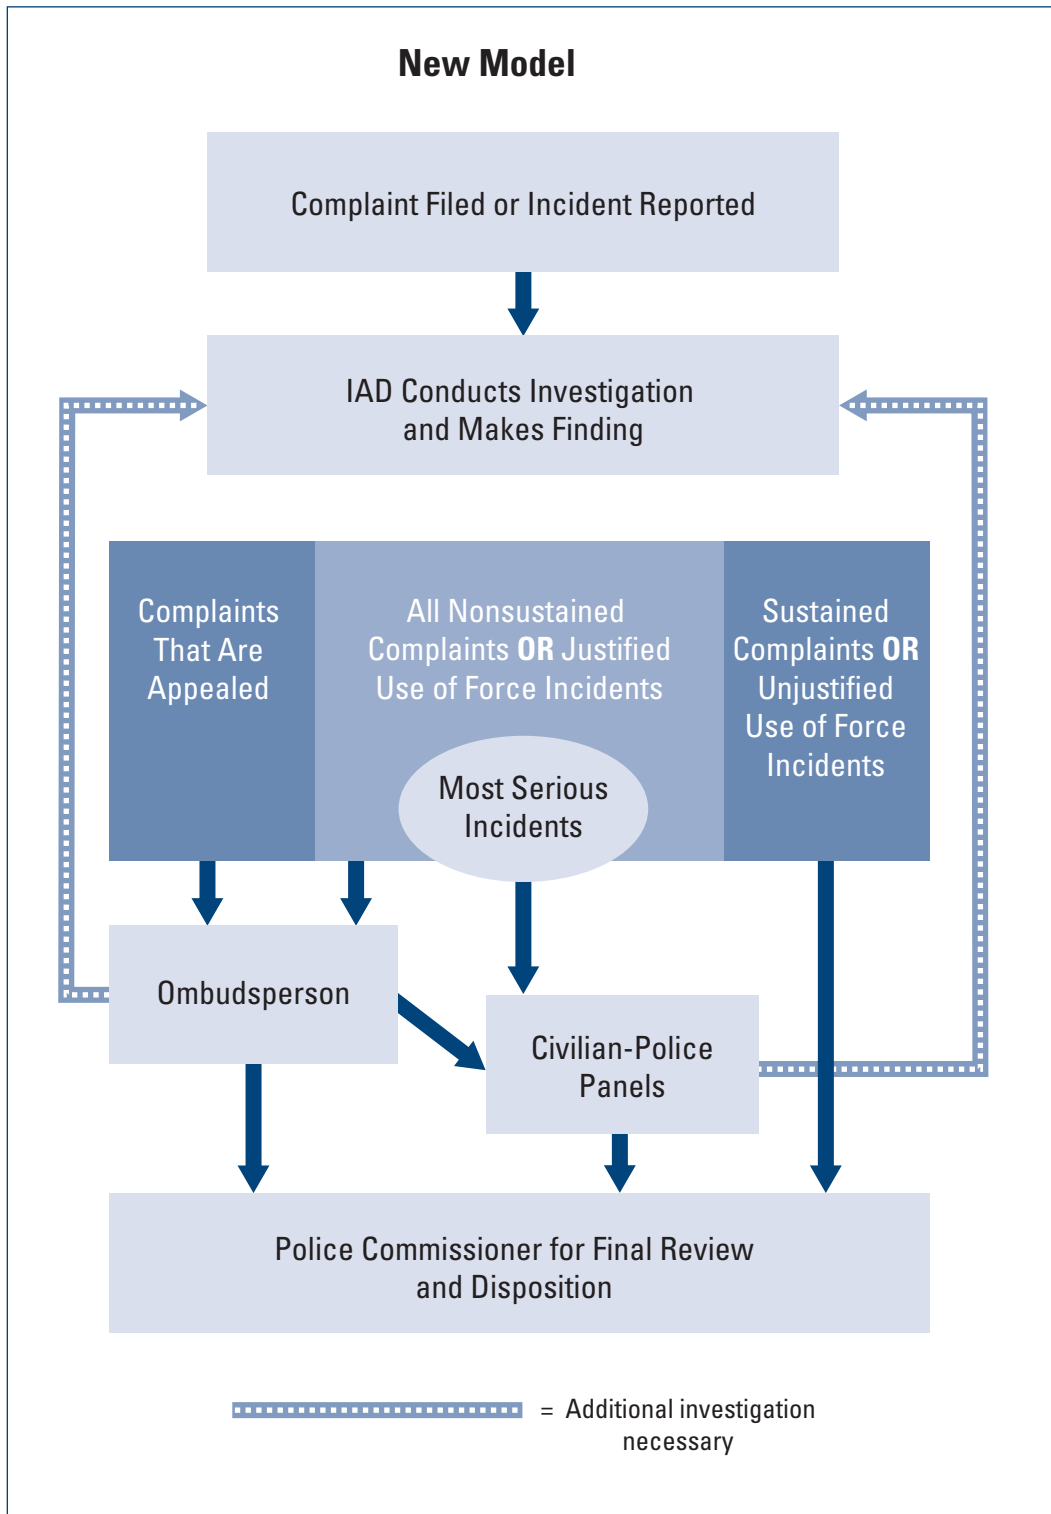 New Model
Complaint Filed or Incident Reported
IAD Conducts Investigation
and Makes Finding
Complaints
That Are
Appealed
All Nonsustained
Complaints OR Justified
Use of Force Incidents
Most Serious
Incidents
Sustained
Complaints OR
Unjustified
Use of Force
Incidents
Ombudsperson
Civilian-Police
Panels
Police Commissioner for Final Review
and Disposition
= Additional investigation
necessary